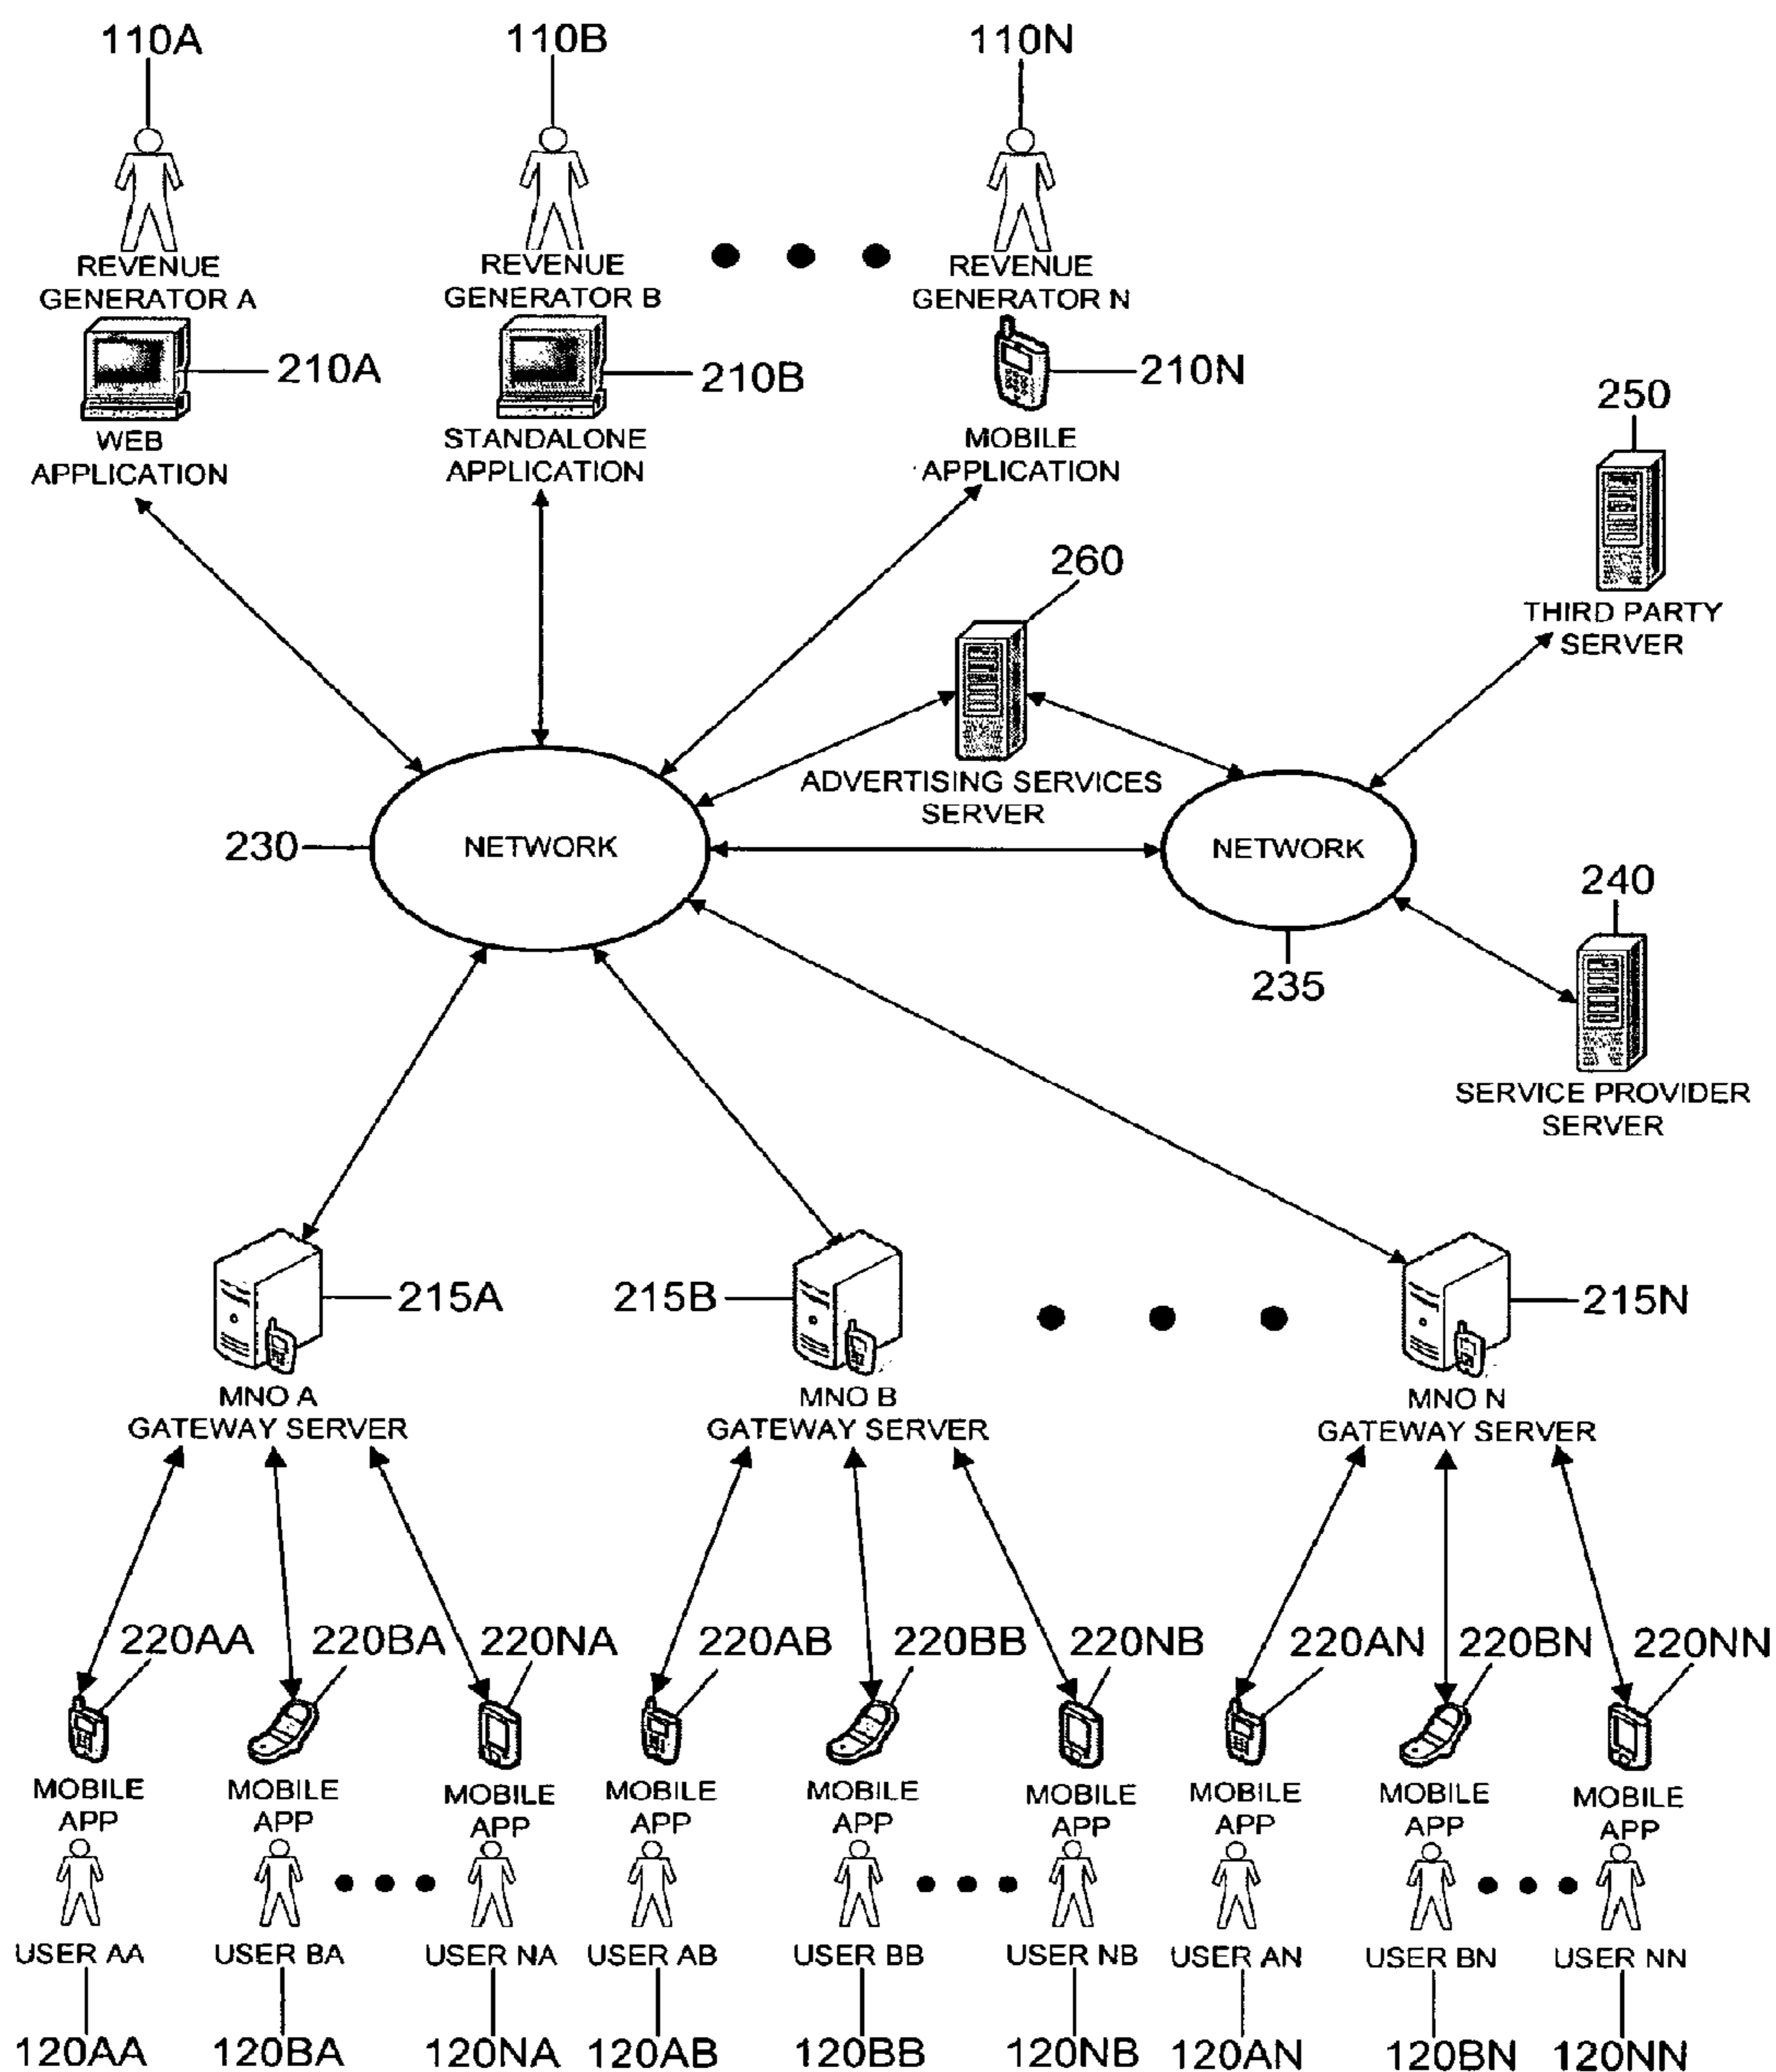 110A 110B 110N
REVENUE GENERATOR A
REVENUE GENERATOR B
REVENUE GENERATOR N
210A 210B 210N
WEB APPLICATION
STANDALONE APPLICATION
MOBILE APPLICATION
250
THIRD PARTY SERVER
260
ADVERTISING SERVICES SERVER
230
NETWORK
NETWORK
235
240
SERVICE PROVIDER SERVER
215A 215B 215N
MNO A GATEWAY SERVER
MNO B GATEWAY SERVER
MNO N GATEWAY SERVER
220AA 220BA 220NA 220AB 220BB 220NB 220AN 220BN 220NN
MOBILE APP
MOBILE APP
MOBILE APP
MOBILE APP
MOBILE APP
MOBILE APP
MOBILE APP
MOBILE APP
MOBILE APP
USER AA USER BA USER NA USER AB USER BB USER NB USER AN USER BN USER NN
120AA 120BA 120NA 120AB 120BB 120NB 120AN 120BN 120NN